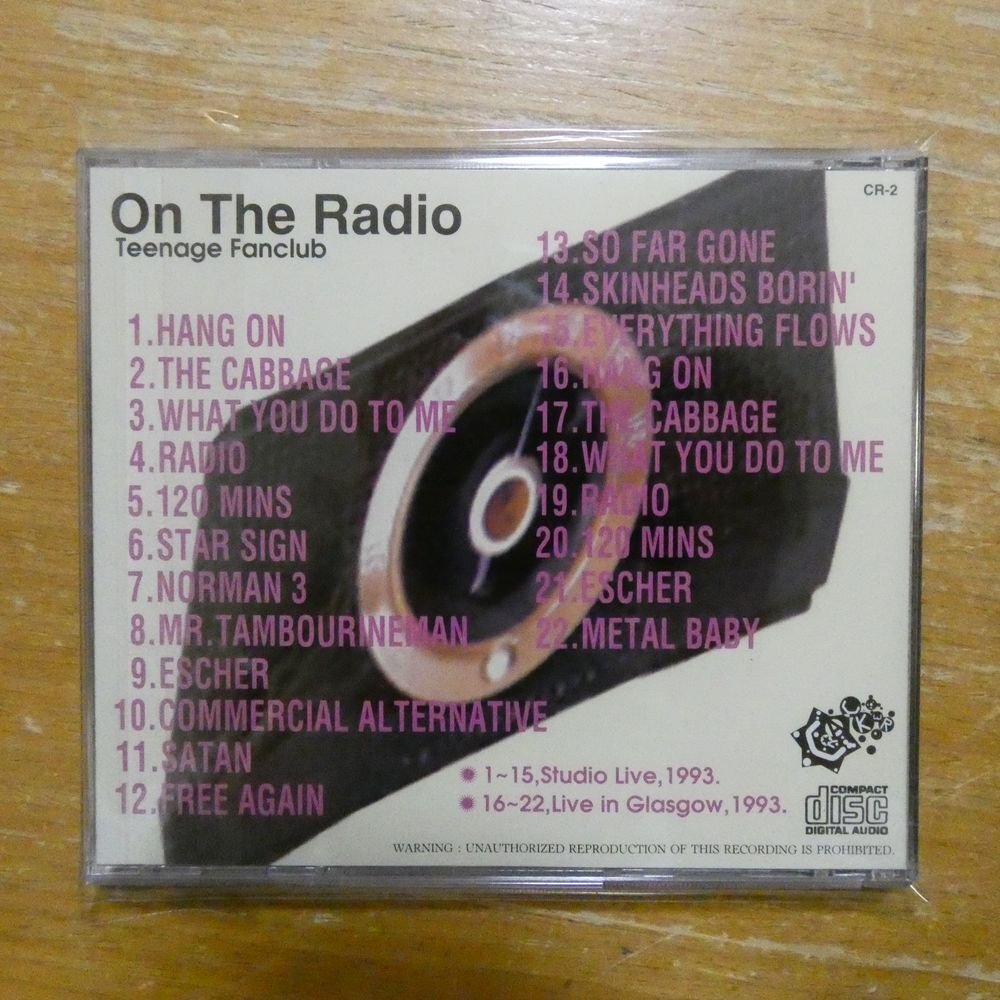 On The Radio
Teenage Fanclub
CR-2
1.HANG ON
2.THE CABBAGE
3.WHAT YOU DO TO ME
4.RADIO
5.120 MINS
6.STAR SIGN
7.NORMAN 3
8.MR.TAMBOURINEMAN
9.ESCHER
10.COMMERCIAL ALTERNATIVE
11.SATAN
12.FREE AGAIN
13.SO FAR GONE
14.SKINHEADS BORIN'
15.EVERYTHING FLOWS
16.HANG ON
17.THE CABBAGE
18.WHAT YOU DO TO ME
19.RADIO
20.120 MINS
21.ESCHER
22.METAL BABY
1~15,Studio Live,1993.
16~22,Live in Glasgow,1993.
COMPACT
disc
DIGITAL AUDIO
WARNING : UNAUTHORIZED REPRODUCTION OF THIS RECORDING IS PROHIBITED.